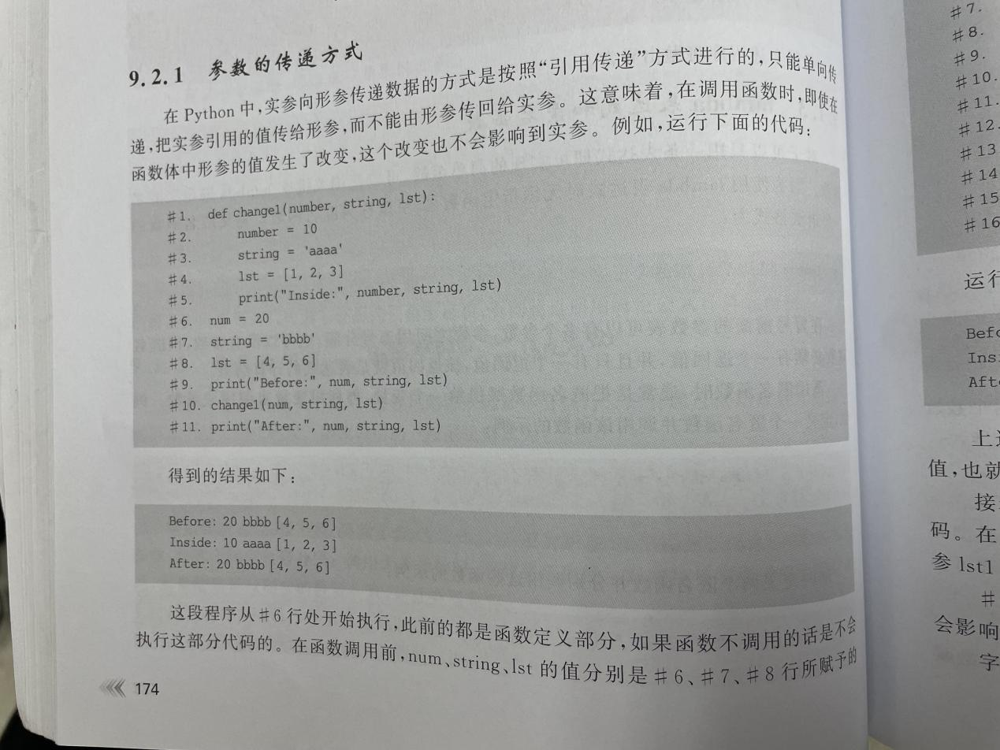 9.2.1 参数的传递方式
在 Python 中,实参向形参传递数据的方式是按照“引用传递”方式进行的,只能单向传
递,把实参引用的值传给形参,而不能由形参传回给实参。这意味着,在调用函数时,即使在
函数体中形参的值发生了改变,这个改变也不会影响到实参。例如,运行下面的代码:
#1. def change1(number, string, lst):
#2. number = 10
#3. string = 'aaaa'
#4. lst = [1, 2, 3]
#5. print("Inside:", number, string, lst)
#6. num = 20
#7. string = 'bbbb'
#8. lst = [4, 5, 6]
#9. print("Before:", num, string, lst)
#10. change1(num, string, lst)
#11. print("After:", num, string, lst)
得到的结果如下:
Before: 20 bbbb [4, 5, 6]
Inside: 10 aaaa [1, 2, 3]
After: 20 bbbb [4, 5, 6]
这段程序从#6 行处开始执行,此前的都是函数定义部分,如果函数不调用的话是不会
执行这部分代码的。在函数调用前,num、string、lst 的值分别是#6、#7、#8 行所赋予的
174
#7.
#8.
#9.
#10.
#11.
#12.
#13
#14
#15
#16
运行
Befo
Ins
Afte
上
值,也就
接
码。在
参 lst1
#
会影响
字